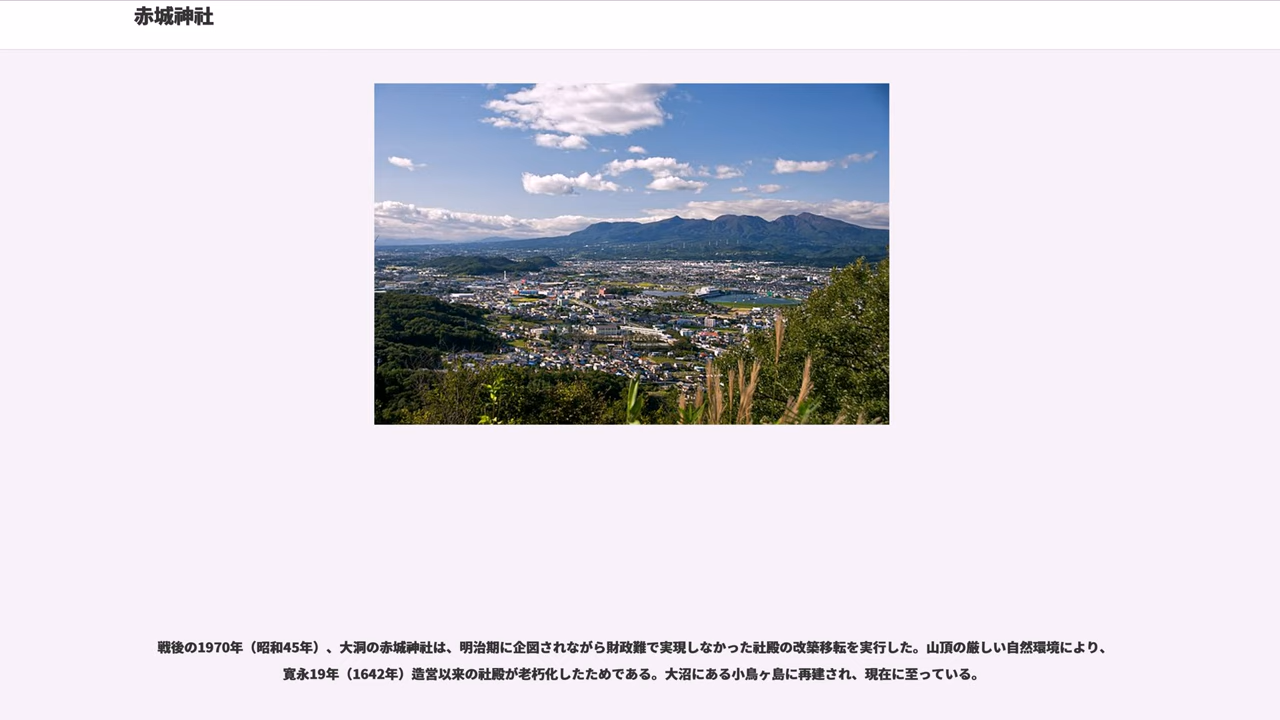 赤城神社
戦後の1970年（昭和45年）、大洞の赤城神社は、明治期に企図されながら財政難で実現しなかった社殿の改築移転を実行した。山頂の厳しい自然環境により、
寛永19年（1642年）造営以来の社殿が老朽化したためである。大沼にある小鳥ヶ島に再建され、現在に至っている。